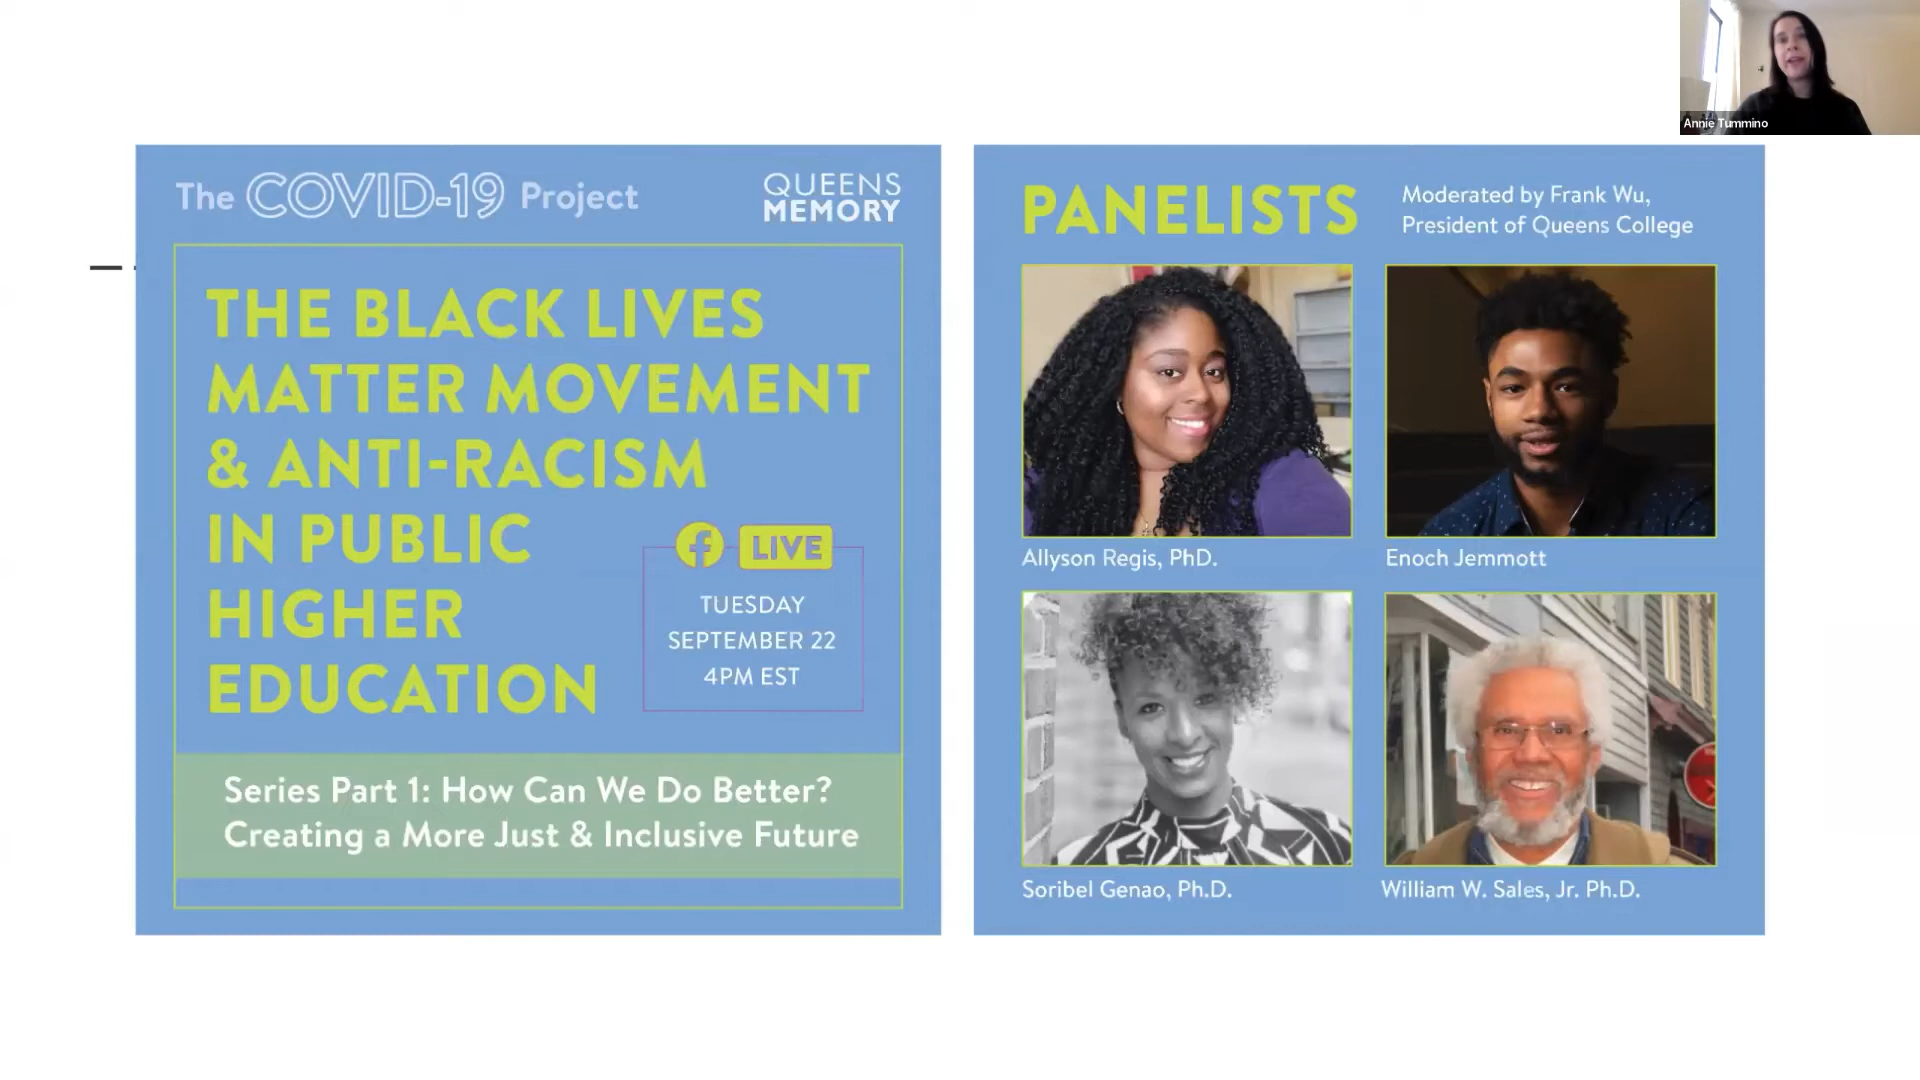 Annie Tummino
The COVID-19 Project
QUEENS
MEMORY
THE BLACK LIVES
MATTER MOVEMENT
& ANTI-RACISM
IN PUBLIC
HIGHER
EDUCATION
f LIVE
TUESDAY
SEPTEMBER 22
4PM EST
Series Part 1: How Can We Do Better?
Creating a More Just & Inclusive Future
PANELISTS
Moderated by Frank Wu,
President of Queens College
Allyson Regis, PhD.
Enoch Jemmott
Soribel Genao, Ph.D.
William W. Sales, Jr. Ph.D.